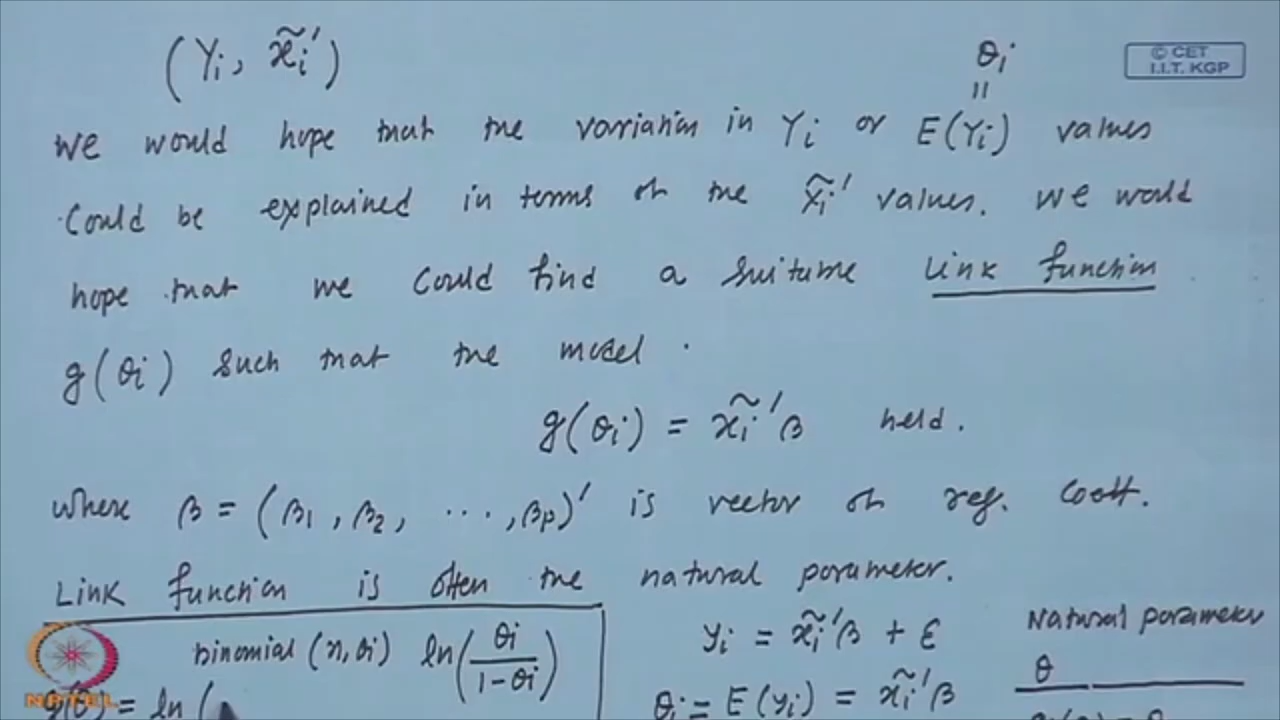 (Yi, x̃i′)
θi
=
© CET
I.I.T. KGP
we would hope that the variation in Yi or E(Yi) values
could be explained in terms of the x̃i′ values. we would
hope that we could find a suitable Link function
g(θi) such that the model
g(θi) = x̃i′β held.
where β = (β1, β2, ..., βp)′ is vector of reg. coeff.
Link function is often the natural parameter.
binomial (n, θi) ln(θi/(1-θi))
yi = x̃i′β + ε
Natural parameter
θ
θi = E(yi) = x̃i′β
= ln (
NPTEL